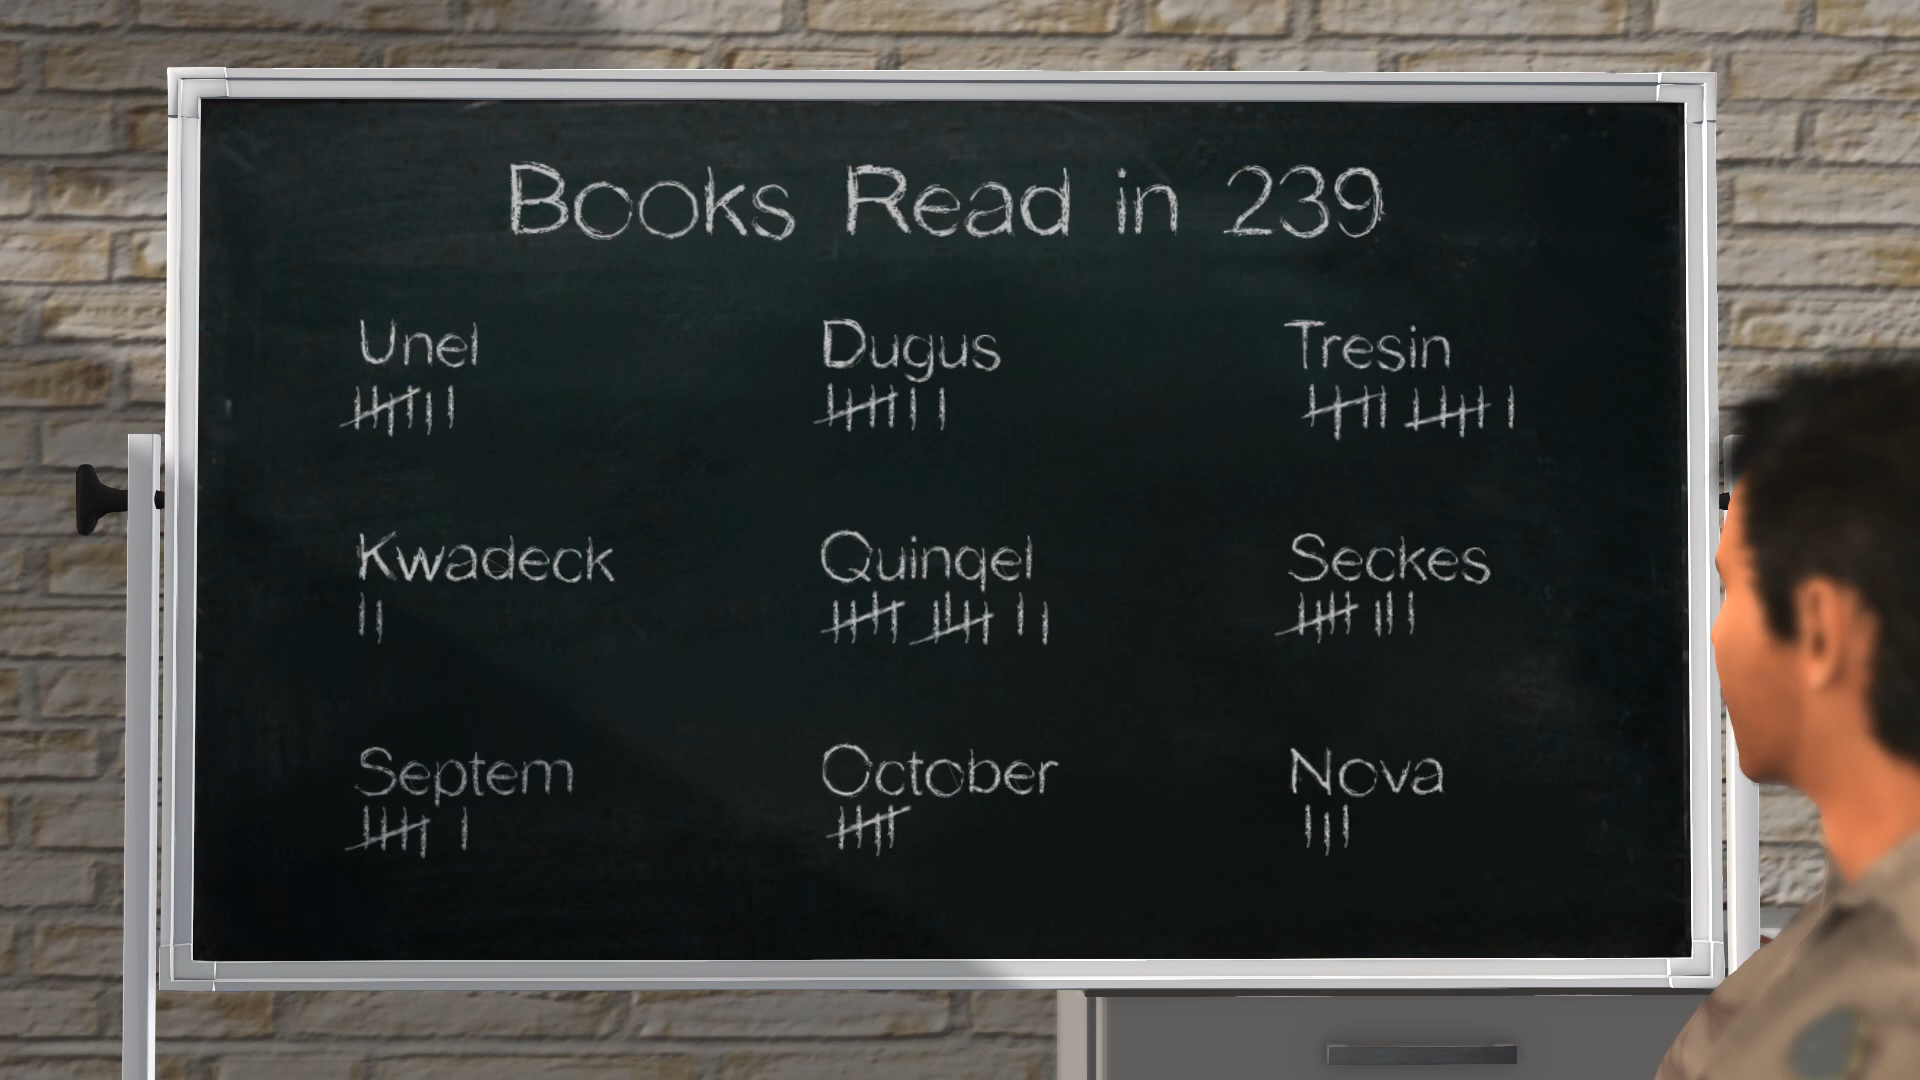 Books Read in 239
Unel Dugus Tresin
Kwadeck Quinqel Seckes
Septem October Nova